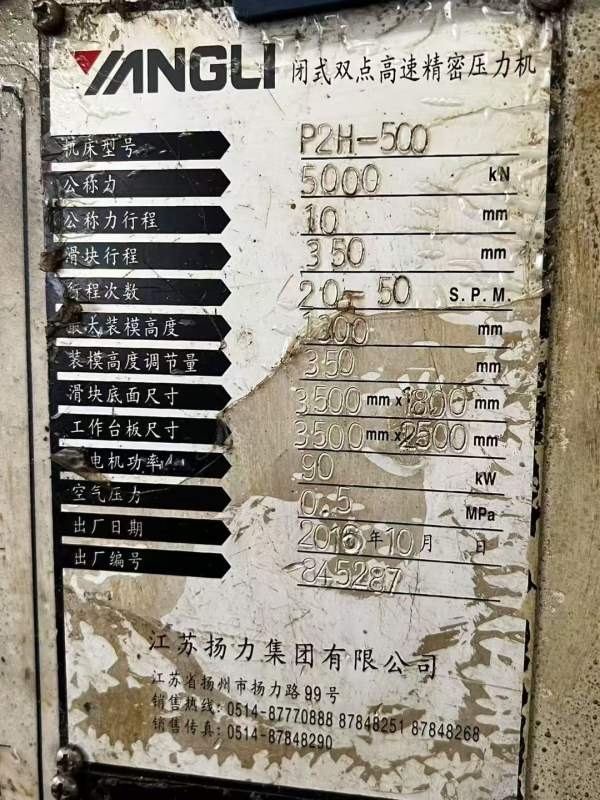 YANGLI 闭式双点高速精密压力机
机床型号 P2H-500
公称力 5000 kN
公称力行程 10 mm
滑块行程 350 mm
行程次数 20-50 S.P.M.
最大装模高度 1300 mm
装模高度调节量 350 mm
滑块底面尺寸 3500 mm x 1800 mm
工作台板尺寸 3500 mm x 2500 mm
电机功率 90 kW
空气压力 0.5 MPa
出厂日期 2016 年 10 月 日
出厂编号 845287
江苏扬力集团有限公司
江苏省扬州市扬力路99号
销售热线: 0514-87770888 87848251 87848268
销售传真: 0514-87848290